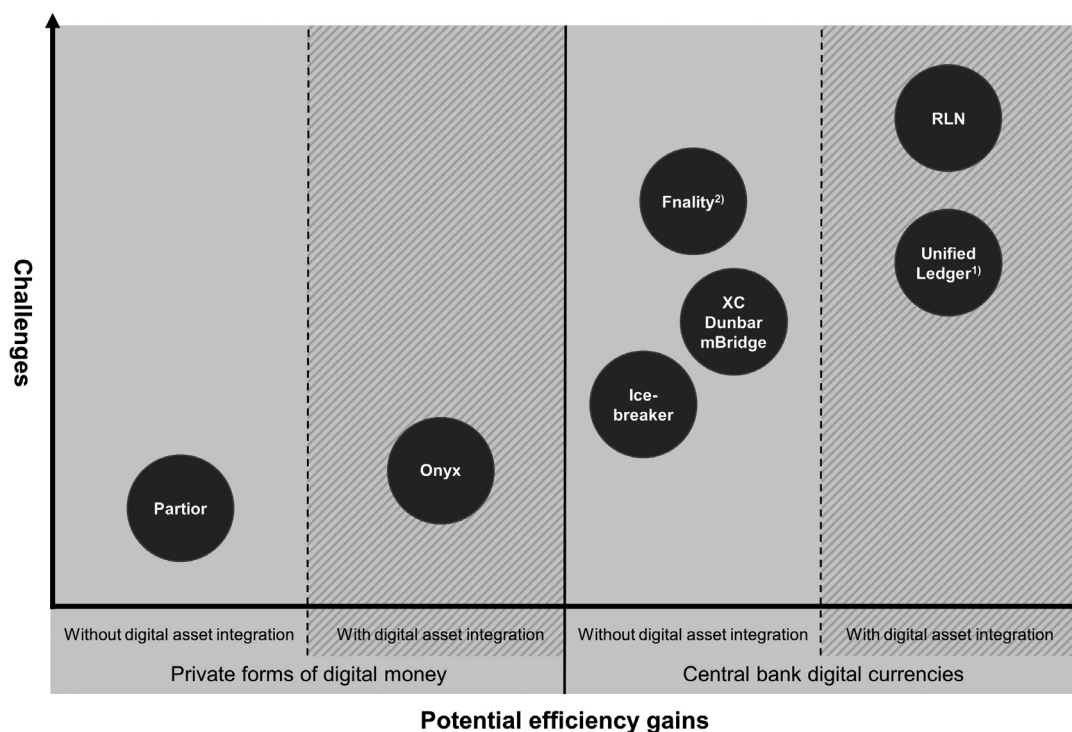 Challenges
RLN
Fnality2)
Unified
Ledger1)
XC
Dunbar
mBridge
Ice-
breaker
Onyx
Partior
Without digital asset integration
With digital asset integration
Without digital asset integration
With digital asset integration
Private forms of digital money
Central bank digital currencies
Potential efficiency gains